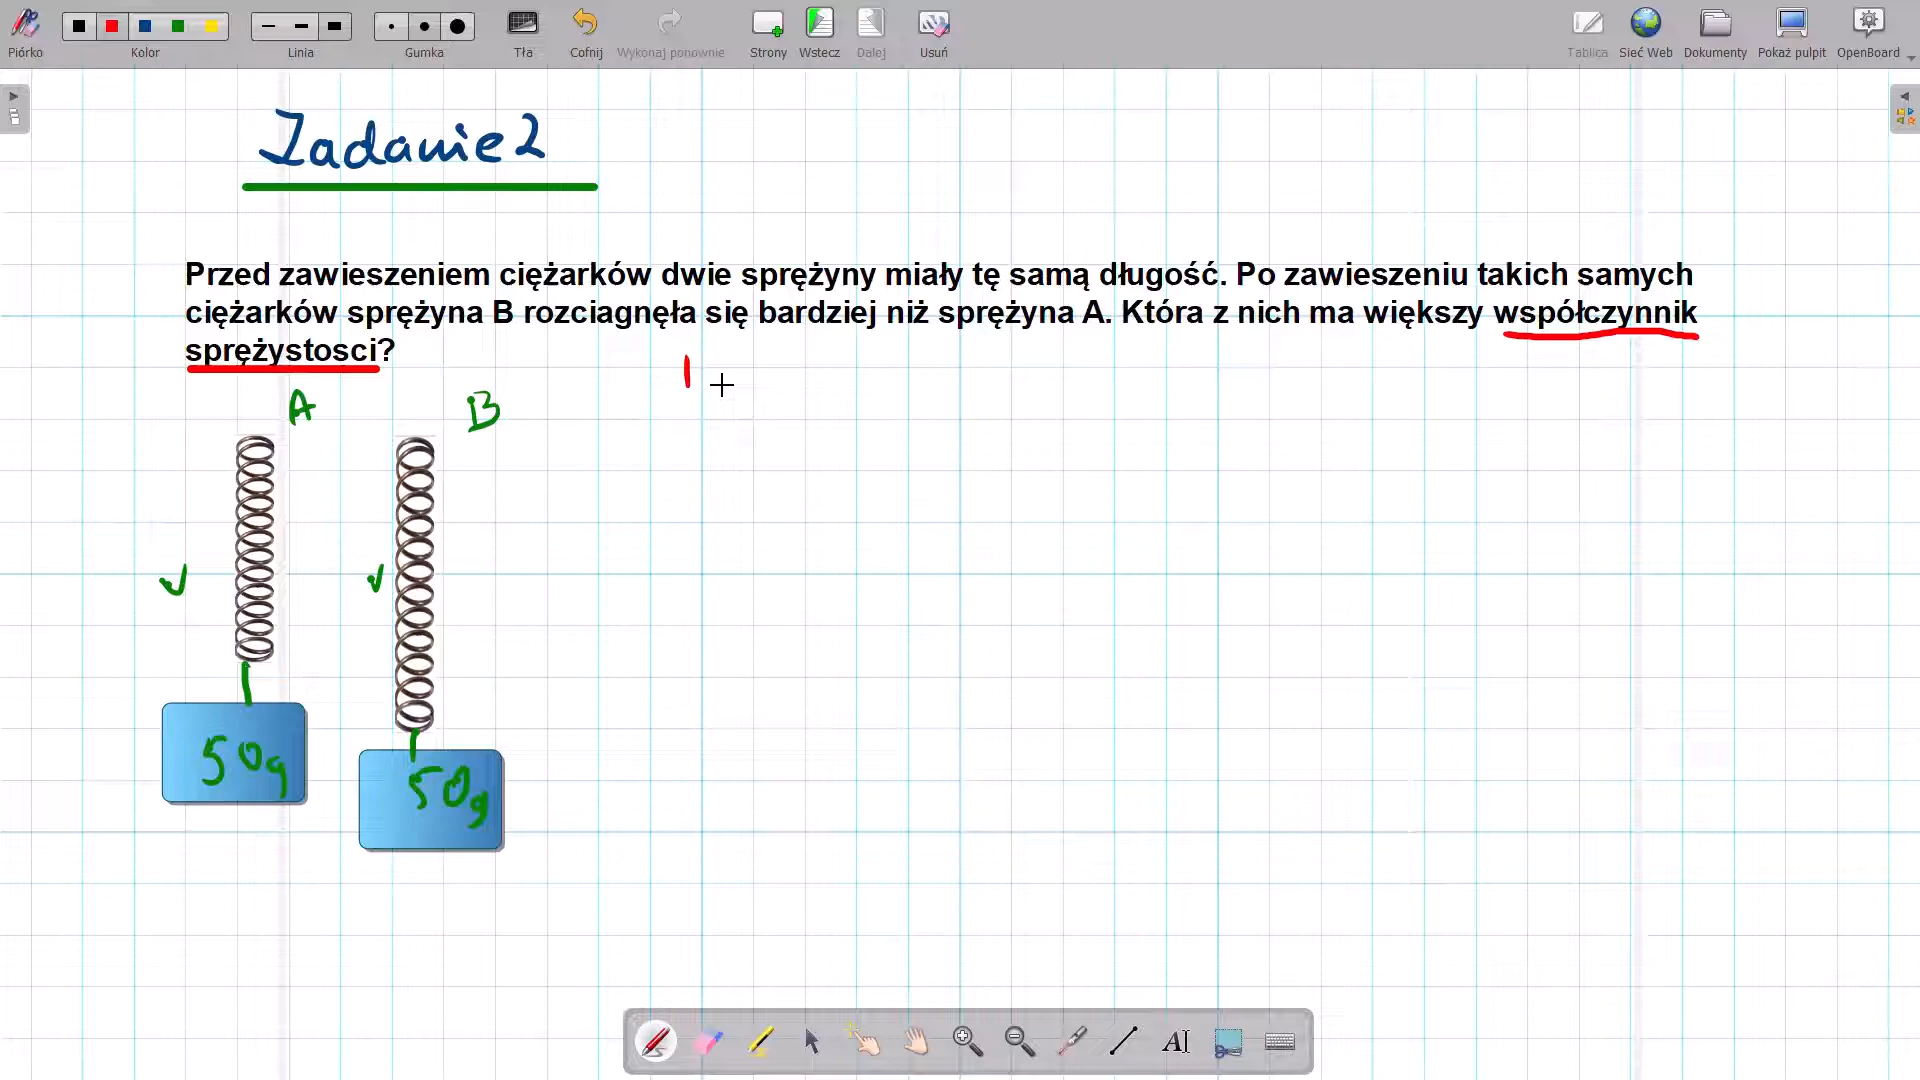 Piórko
Kolor
Linia
Gumka
Tła
Cofnij
Wykonaj ponownie
Strony
Wstecz
Dalej
Usuń
Tablica
Sieć Web
Dokumenty
Pokaż pulpit
OpenBoard
Zadanie 2
Przed zawieszeniem ciężarków dwie sprężyny miały tę samą długość. Po zawieszeniu takich samych
ciężarków sprężyna B rozciagnęła się bardziej niż sprężyna A. Która z nich ma większy współczynnik
sprężystosci?
A
B
50g
50g
AI